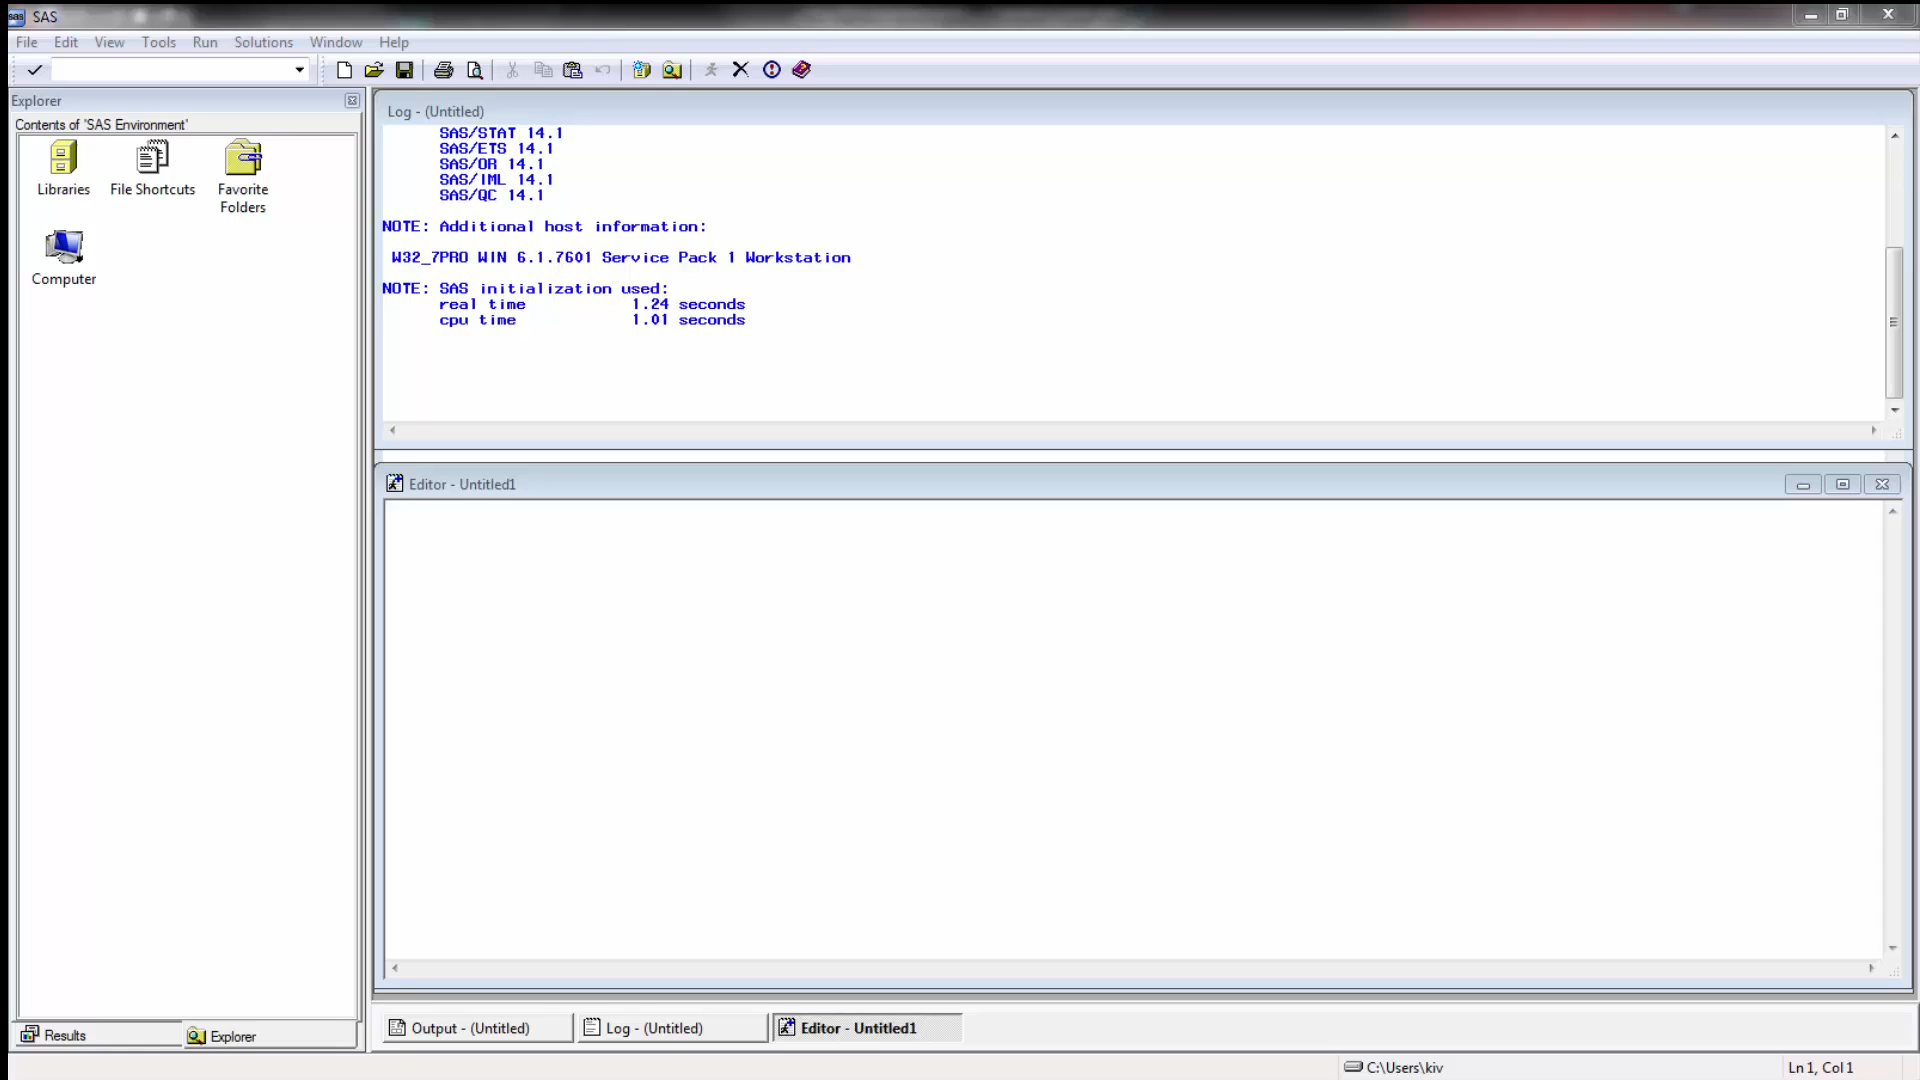 sas SAS
File Edit View Tools Run Solutions Window Help
Explorer
Contents of 'SAS Environment'
Libraries File Shortcuts Favorite Folders
Computer
Log - (Untitled)
SAS/STAT 14.1
SAS/ETS 14.1
SAS/OR 14.1
SAS/IML 14.1
SAS/QC 14.1
NOTE: Additional host information:
W32_7PRO WIN 6.1.7601 Service Pack 1 Workstation
NOTE: SAS initialization used:
real time 1.24 seconds
cpu time 1.01 seconds
Editor - Untitled1
Results Explorer
Output - (Untitled) Log - (Untitled) Editor - Untitled1
C:\Users\kiv Ln 1, Col 1